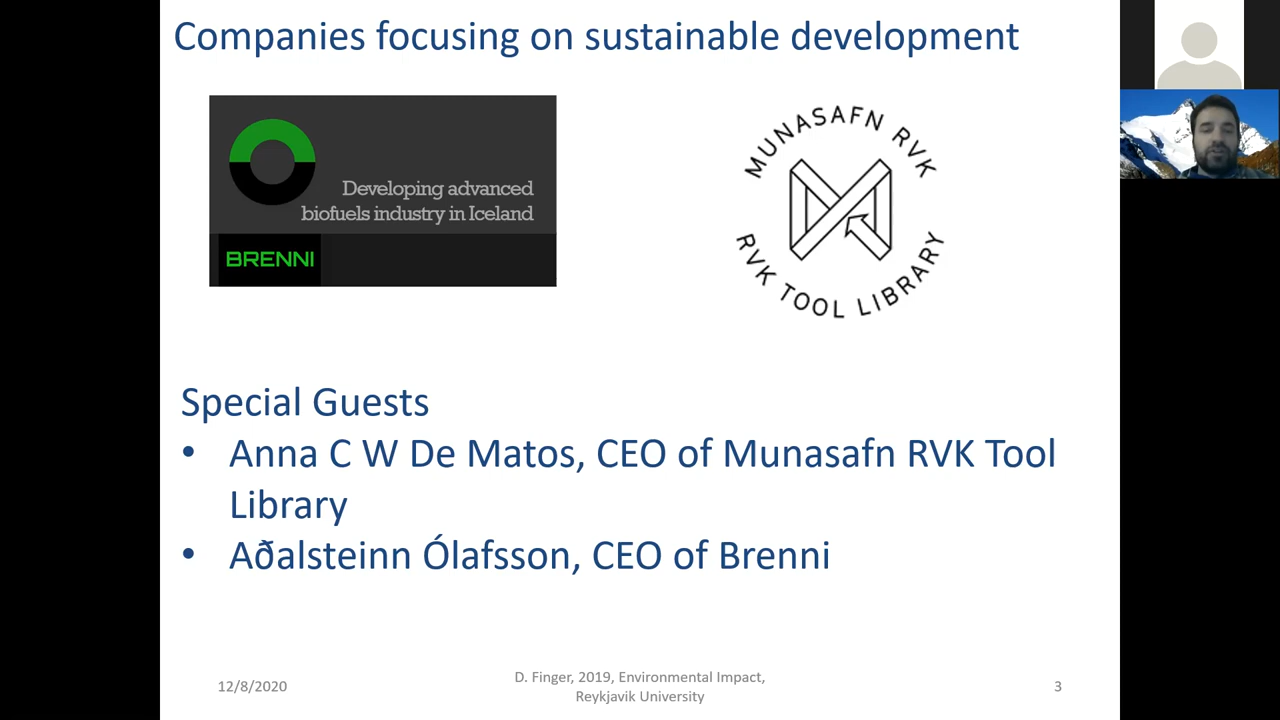 Companies focusing on sustainable development
Developing advanced
biofuels industry in Iceland
BRENNI
MUNASAFN RVK
RVK TOOL LIBRARY
Special Guests
• Anna C W De Matos, CEO of Munasafn RVK Tool
Library
• Aðalsteinn Ólafsson, CEO of Brenni
12/8/2020
D. Finger, 2019, Environmental Impact,
Reykjavik University
3